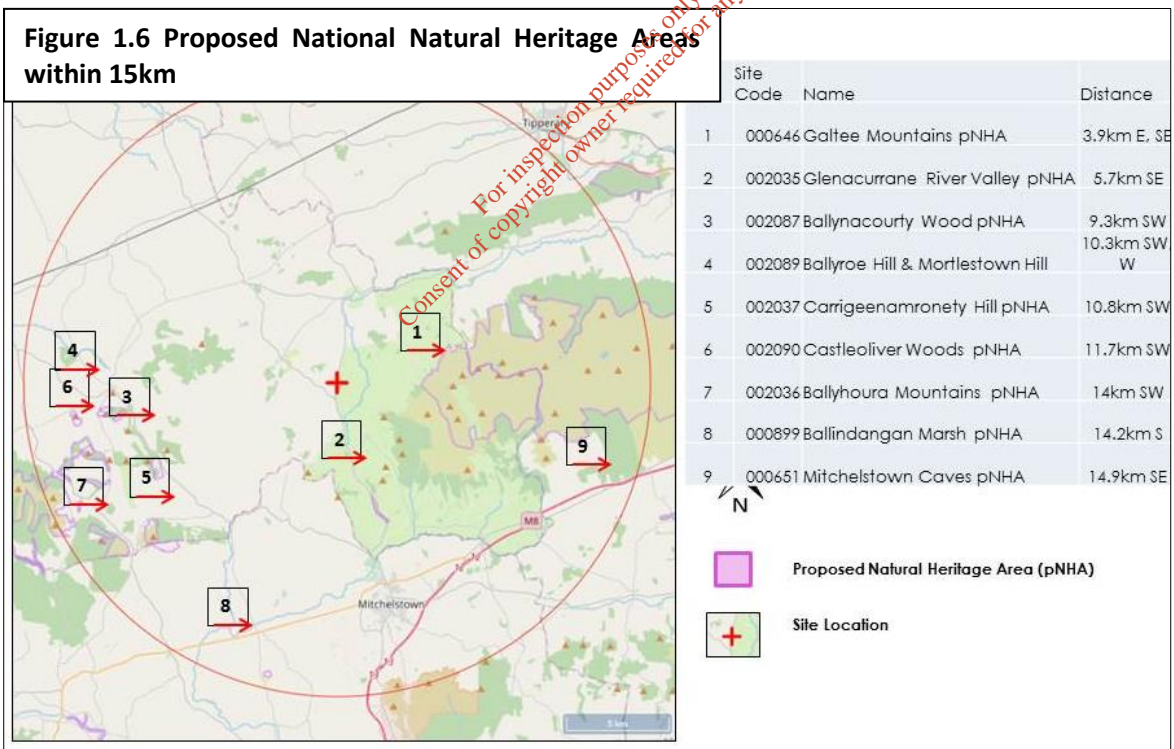 Figure 1.6 Proposed National Natural Heritage Areas
within 15km
For inspection purposes only.
Consent of copyright owner required for any
Site
Code Name Distance
1 000646 Galtee Mountains pNHA 3.9km E, SE
2 002035 Glenacurrane River Valley pNHA 5.7km SE
3 002087 Ballynacourty Wood pNHA 9.3km SW
4 002089 Ballyroe Hill & Mortlestown Hill 10.3km SW,
W
5 002037 Carrigeenamronety Hill pNHA 10.8km SW
6 002090 Castleoliver Woods pNHA 11.7km SW
7 002036 Ballyhoura Mountains pNHA 14km SW
8 000899 Ballindangan Marsh pNHA 14.2km S
9 000651 Mitchelstown Caves pNHA 14.9km SE
N
Proposed Natural Heritage Area (pNHA)
Site Location
Tipperar
1
4
6
3
2
9
7
5
M8
8
Mitchelstown
5 km